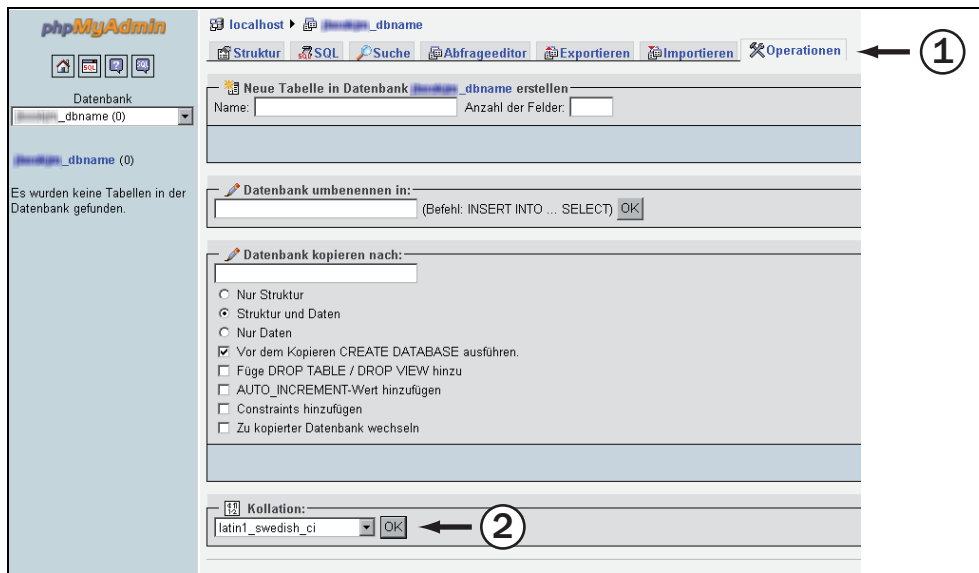 phpMyAdmin
SQL
SQL
Datenbank
_dbname (0)
_dbname (0)
Es wurden keine Tabellen in der
Datenbank gefunden.
localhost _dbname
Struktur SQL Suche Abfrageeditor Exportieren Importieren Operationen
1
Neue Tabelle in Datenbank _dbname erstellen
Name: Anzahl der Felder:
Datenbank umbenennen in:
(Befehl: INSERT INTO ... SELECT) OK
Datenbank kopieren nach:
Nur Struktur
Struktur und Daten
Nur Daten
Vor dem Kopieren CREATE DATABASE ausführen.
Füge DROP TABLE / DROP VIEW hinzu
AUTO_INCREMENT-Wert hinzufügen
Constraints hinzufügen
Zu kopierter Datenbank wechseln
Kollation:
latin1_swedish_ci OK
2